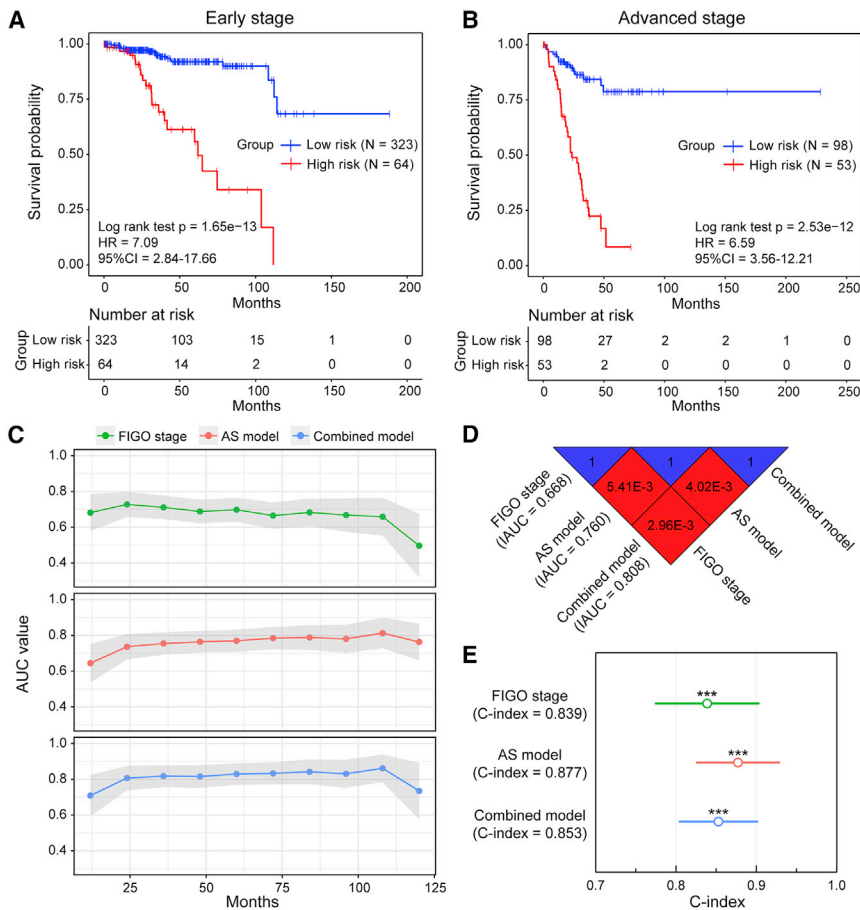 A
Early stage
1.00
0.75
0.50
0.25
0.00
Survival probability
Group
Low risk (N = 323)
High risk (N = 64)
Log rank test p = 1.65e−13
HR = 7.09
95%CI = 2.84-17.66
0 50 100 150 200
Months
Number at risk
Group
Low risk 323 103 15 1 0
High risk 64 14 2 0 0
0 50 100 150 200
Months
B
Advanced stage
1.00
0.75
0.50
0.25
0.00
Survival probability
Group
Low risk (N = 98)
High risk (N = 53)
Log rank test p = 2.53e−12
HR = 6.59
95%CI = 3.56-12.21
0 50 100 150 200 250
Months
Number at risk
Group
Low risk 98 27 2 2 1 0
High risk 53 2 0 0 0 0
0 50 100 150 200 250
Months
C
FIGO stage AS model Combined model
1.0
0.8
0.6
0.4
1.0
0.8
0.6
0.4
1.0
0.8
0.6
0.4
AUC value
25 50 75 100 125
Months
D
1 1 1
5.41E-3 4.02E-3
2.96E-3
FIGO stage
(IAUC = 0.668)
AS model
(IAUC = 0.760)
Combined model
(IAUC = 0.808)
FIGO stage
AS model
Combined model
E
FIGO stage
(C-index = 0.839)
***
AS model
(C-index = 0.877)
***
Combined model
(C-index = 0.853)
***
0.7 0.8 0.9 1.0
C-index